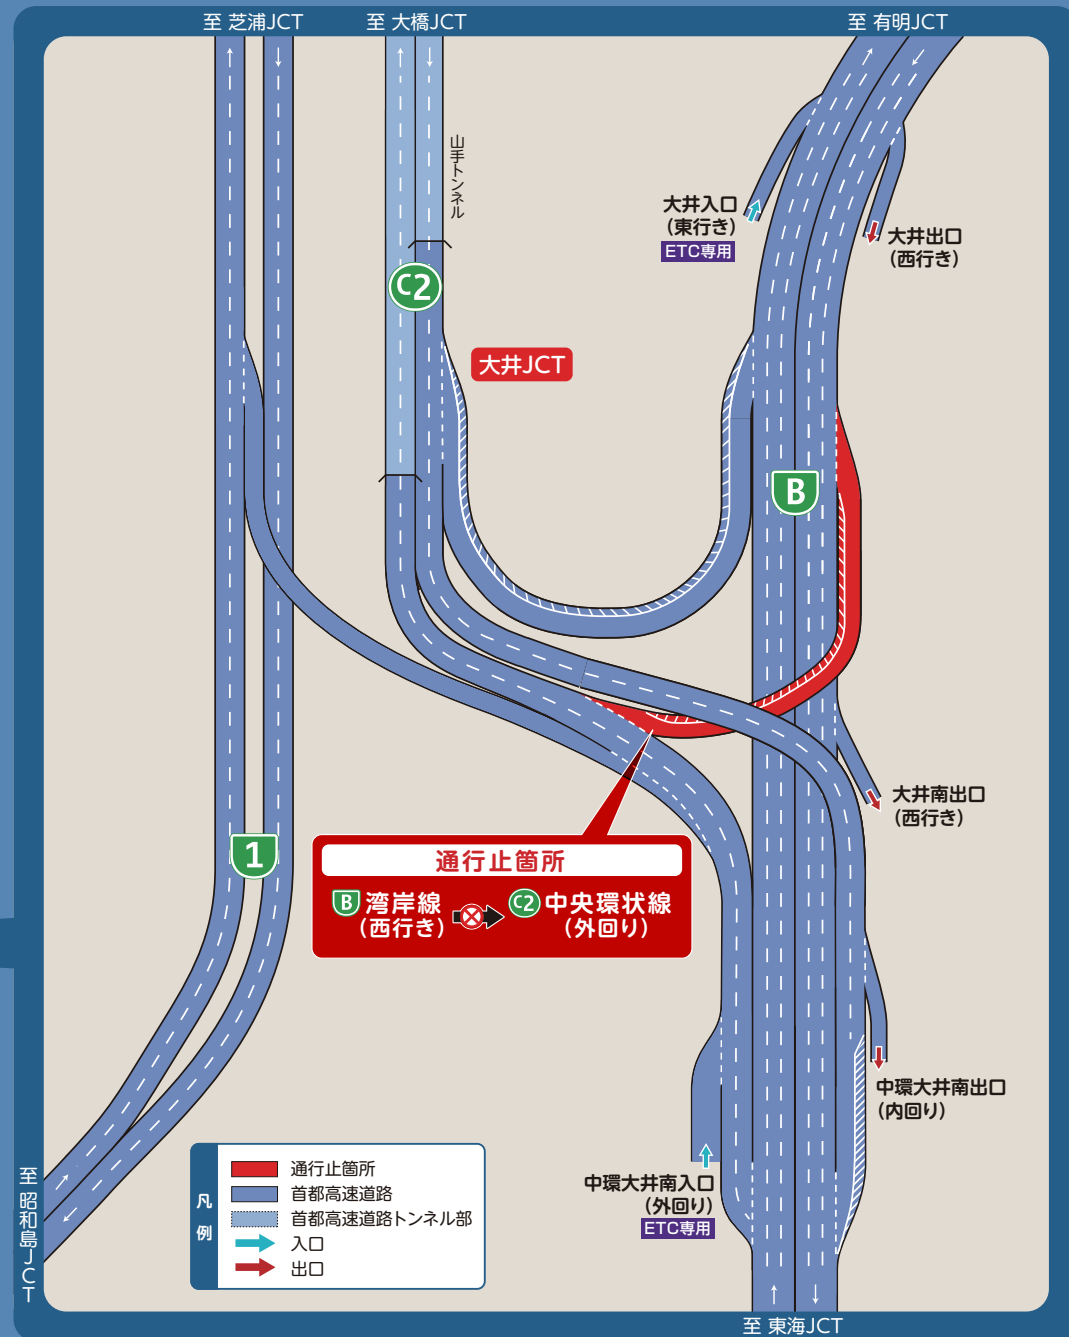 至 芝浦JCT
至 大橋JCT
至 有明JCT
山手トンネル
大井入口
(東行き)
ETC専用
大井出口
(西行き)
C2
大井JCT
B
大井南出口
(西行き)
1
通行止箇所
B 湾岸線
(西行き)
C2 中央環状線
(外回り)
中環大井南出口
(内回り)
中環大井南入口
(外回り)
ETC専用
凡例
通行止箇所
首都高速道路
首都高速道路トンネル部
入口
出口
至 昭和島JCT
至 東海JCT